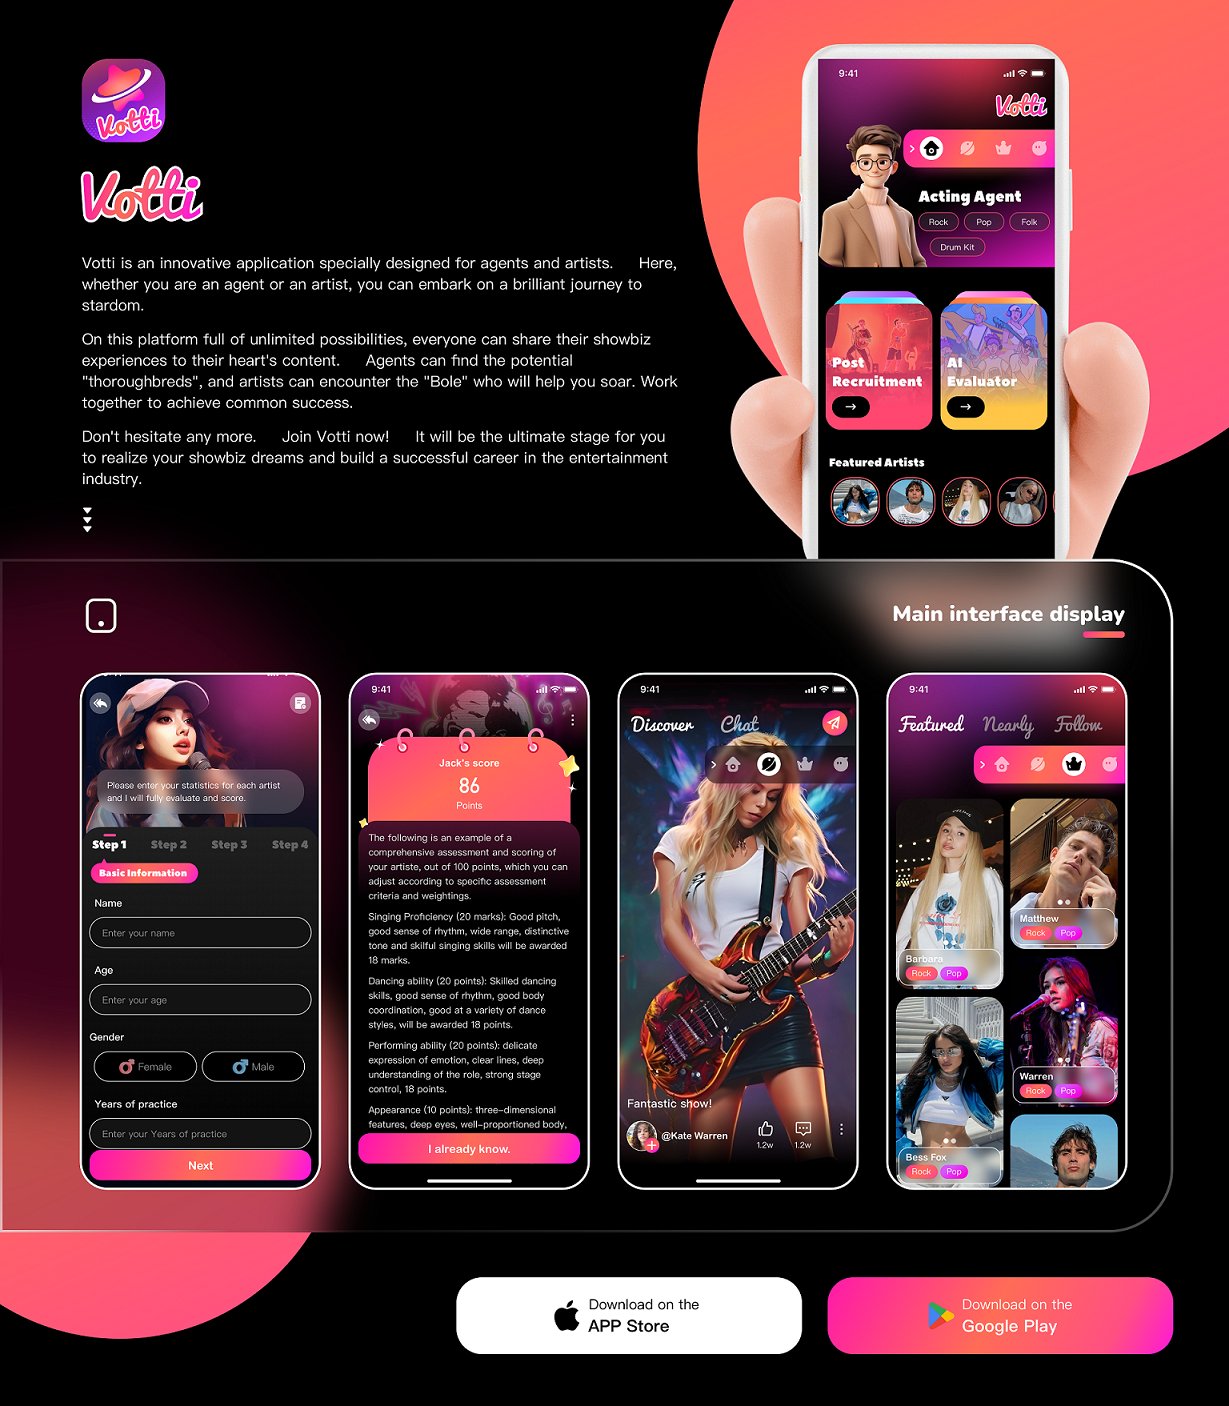 Votti
Votti
Votti is an innovative application specially designed for agents and artists. Here,
whether you are an agent or an artist, you can embark on a brilliant journey to
stardom.
On this platform full of unlimited possibilities, everyone can share their showbiz
experiences to their heart's content. Agents can find the potential
"thoroughbreds", and artists can encounter the "Bole" who will help you soar. Work
together to achieve common success.
Don't hesitate any more. Join Votti now! It will be the ultimate stage for you
to realize your showbiz dreams and build a successful career in the entertainment
industry.
9:41
Votti
Acting Agent
Rock Pop Folk
Drum Kit
Post
Recruitment
AI
Evaluator
Featured Artists
Main interface display
Please enter your statistics for each artist
and I will fully evaluate and score.
Step 1 Step 2 Step 3 Step 4
Basic Information
Name
Enter your name
Age
Enter your age
Gender
Female Male
Years of practice
Enter your Years of practice
Next
9:41
Jack's score
86
Points
The following is an example of a
comprehensive assessment and scoring of
your artiste, out of 100 points, which you can
adjust according to specific assessment
criteria and weightings.
Singing Proficiency (20 marks): Good pitch,
good sense of rhythm, wide range, distinctive
tone and skilful singing skills will be awarded
18 marks.
Dancing ability (20 points): Skilled dancing
skills, good sense of rhythm, good body
coordination, good at a variety of dance
styles, will be awarded 18 points.
Performing ability (20 points): delicate
expression of emotion, clear lines, deep
understanding of the role, strong stage
control, 18 points.
Appearance (10 points): three-dimensional
features, deep eyes, well-proportioned body,
I already know.
9:41
Discover Chat
Fantastic show!
@Kate Warren
1.2w 1.2w
9:41
Featured Nearly Follow
Barbara
Rock Pop
Matthew
Rock Pop
Warren
Rock Pop
Bess Fox
Rock Pop
Download on the
APP Store
Download on the
Google Play